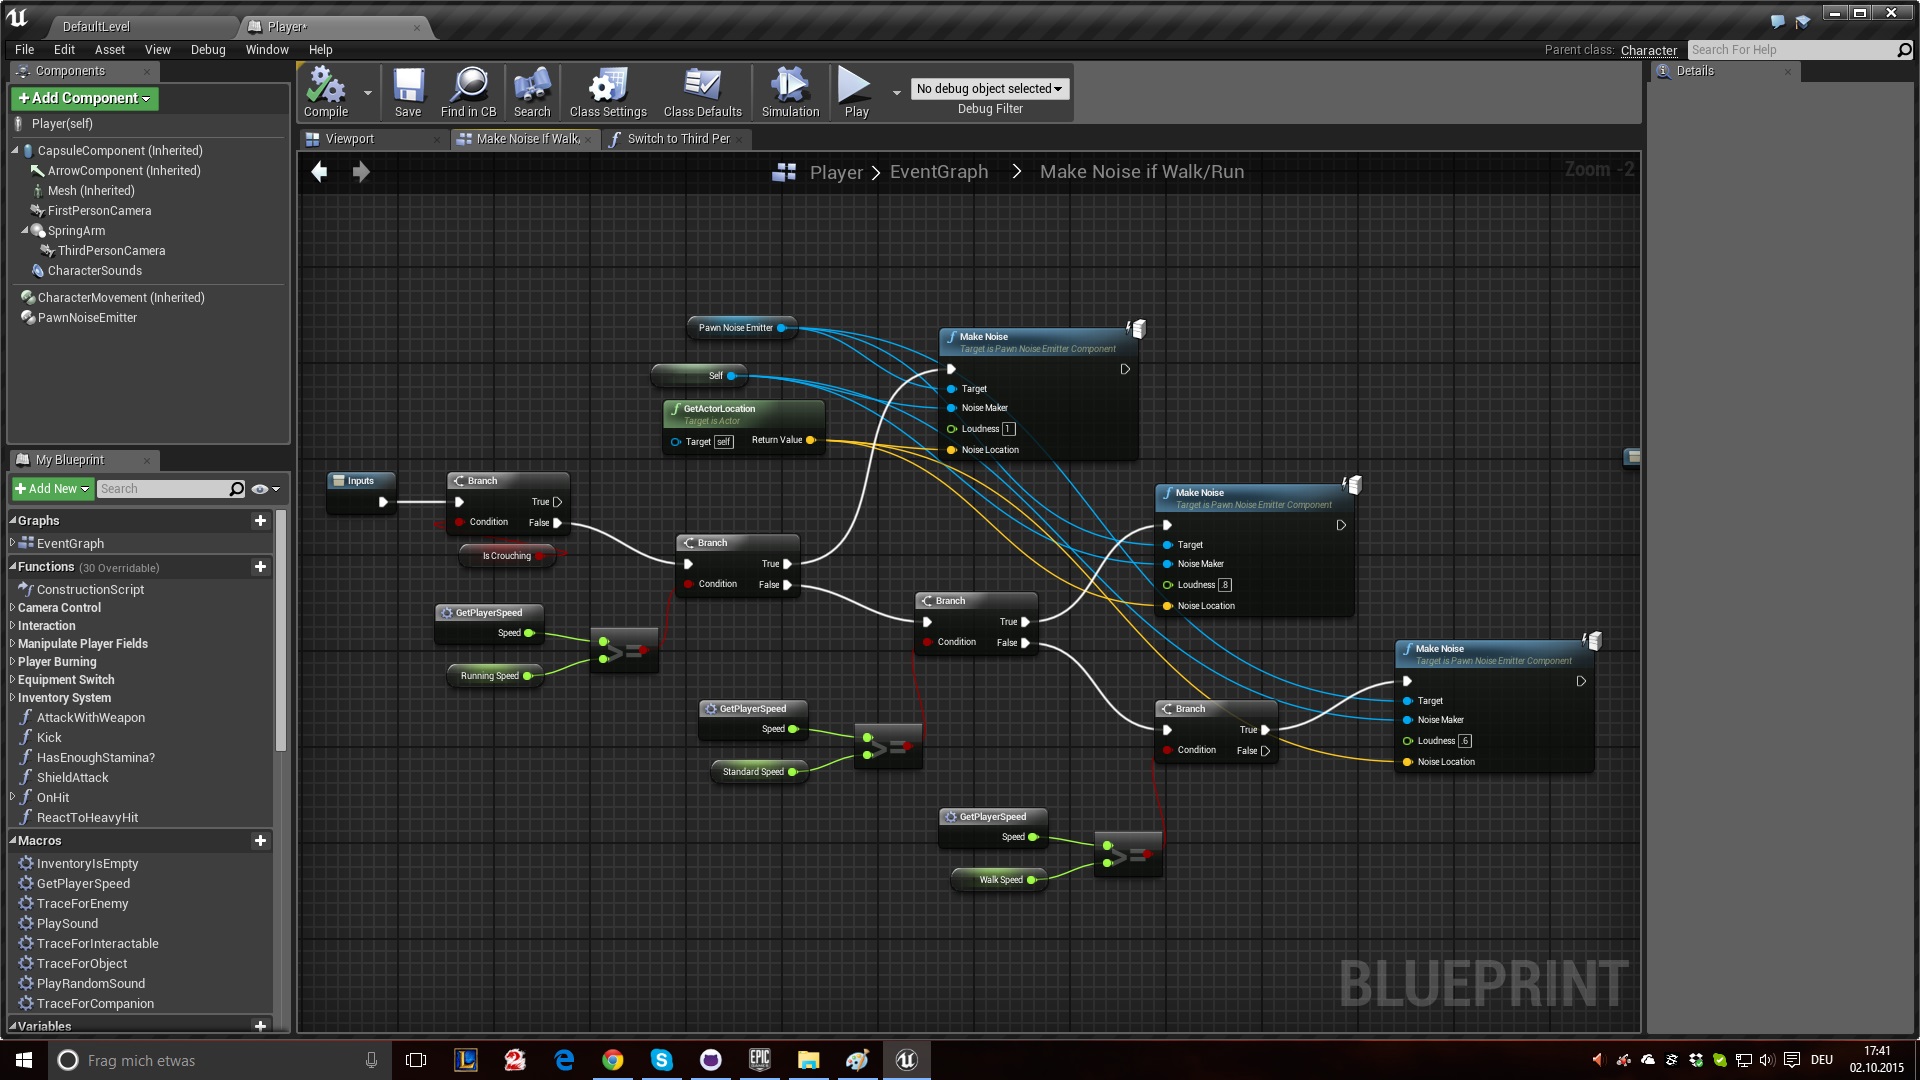 DefaultLevel
Player*
File Edit Asset View Debug Window Help
Parent class: Character
Search For Help
Components
+Add Component
Player(self)
CapsuleComponent (Inherited)
ArrowComponent (Inherited)
Mesh (Inherited)
FirstPersonCamera
SpringArm
ThirdPersonCamera
CharacterSounds
CharacterMovement (Inherited)
PawnNoiseEmitter
Compile
Save
Find in CB
Search
Class Settings
Class Defaults
Simulation
Play
No debug object selected
Debug Filter
Details
Viewport
Make Noise If Walk,
Switch to Third Per
Player > EventGraph > Make Noise if Walk/Run
Zoom -2
My Blueprint
+Add New
Search
Graphs
EventGraph
Functions (30 Overridable)
ConstructionScript
Camera Control
Interaction
Manipulate Player Fields
Player Burning
Equipment Switch
Inventory System
AttackWithWeapon
Kick
HasEnoughStamina?
ShieldAttack
OnHit
ReactToHeavyHit
Macros
InventoryIsEmpty
GetPlayerSpeed
TraceForEnemy
PlaySound
TraceForInteractable
TraceForObject
PlayRandomSound
TraceForCompanion
Variables
Pawn Noise Emitter
Self
GetActorLocation
Target is Actor
Target self
Return Value
Make Noise
Target is Pawn Noise Emitter Component
Target
Noise Maker
Loudness 1
Noise Location
Inputs
Branch
True
Condition
False
Is Crouching
Branch
True
Condition
False
GetPlayerSpeed
Speed
Running Speed
>=
Make Noise
Target is Pawn Noise Emitter Component
Target
Noise Maker
Loudness .8
Noise Location
Branch
True
Condition
False
GetPlayerSpeed
Speed
Standard Speed
>=
Make Noise
Target is Pawn Noise Emitter Component
Target
Noise Maker
Loudness .6
Noise Location
Branch
True
Condition
False
GetPlayerSpeed
Speed
Walk Speed
>=
BLUEPRINT
Frag mich etwas
EPIC
DEU
17:41
02.10.2015